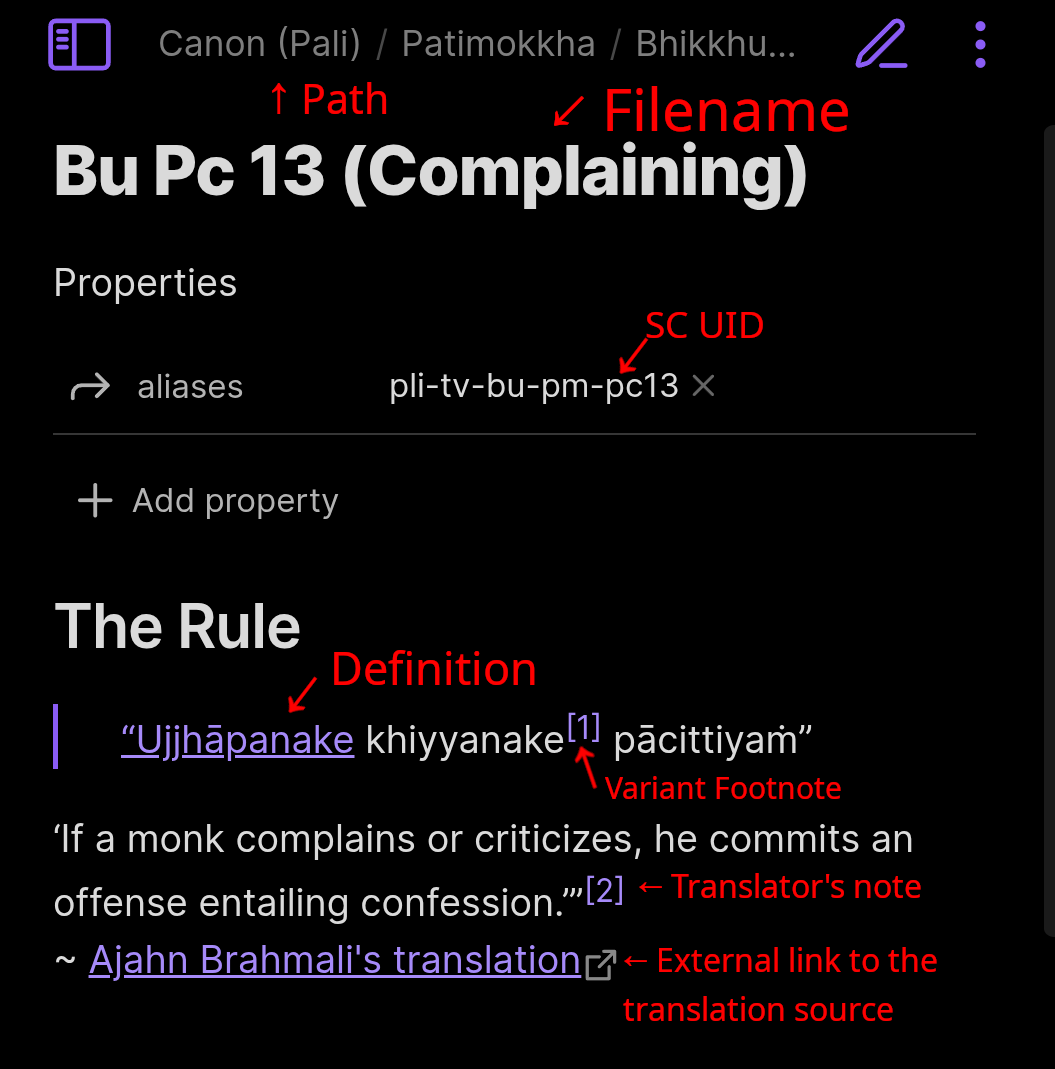 Canon (Pali) / Patimokkha / Bhikkhu...
↑ Path
↙ Filename
Bu Pc 13 (Complaining)
Properties
SC UID
aliases pli-tv-bu-pm-pc13
Add property
The Rule
Definition
“Ujjhāpanake khiyyanake[1] pācittiyaṁ”
Variant Footnote
‘If a monk complains or criticizes, he commits an
offense entailing confession.’”[2] ← Translator's note
~ Ajahn Brahmali's translation ← External link to the
translation source